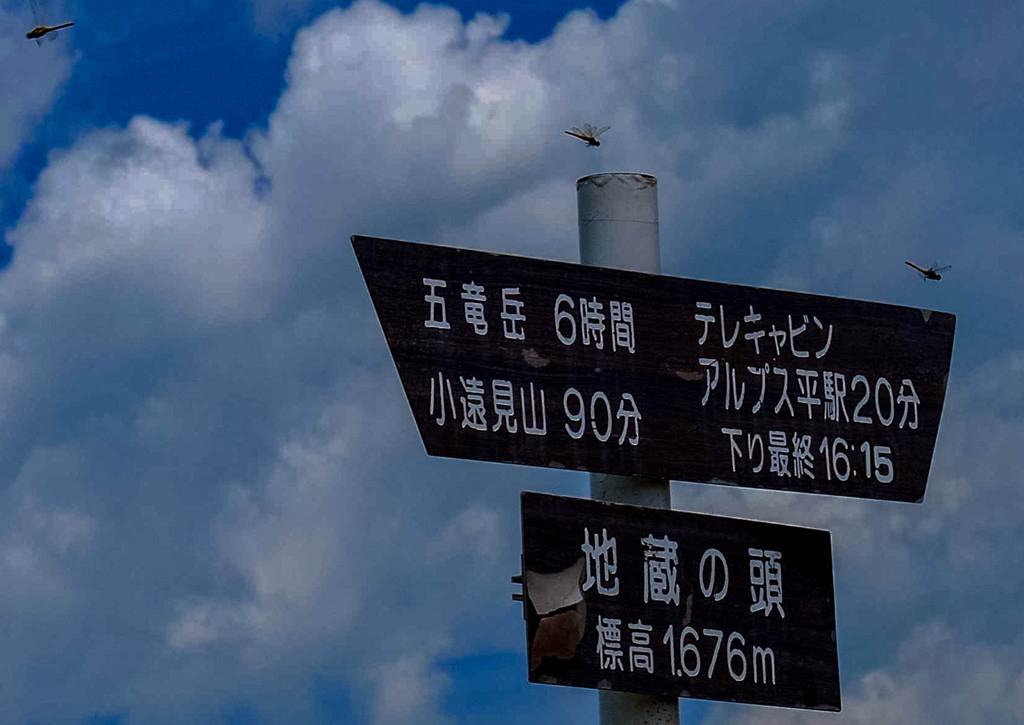 五竜岳 6時間
小遠見山 90分
テレキャビン
アルプス平駅20分
下り最終16:15
地蔵の頭
標高1.676m